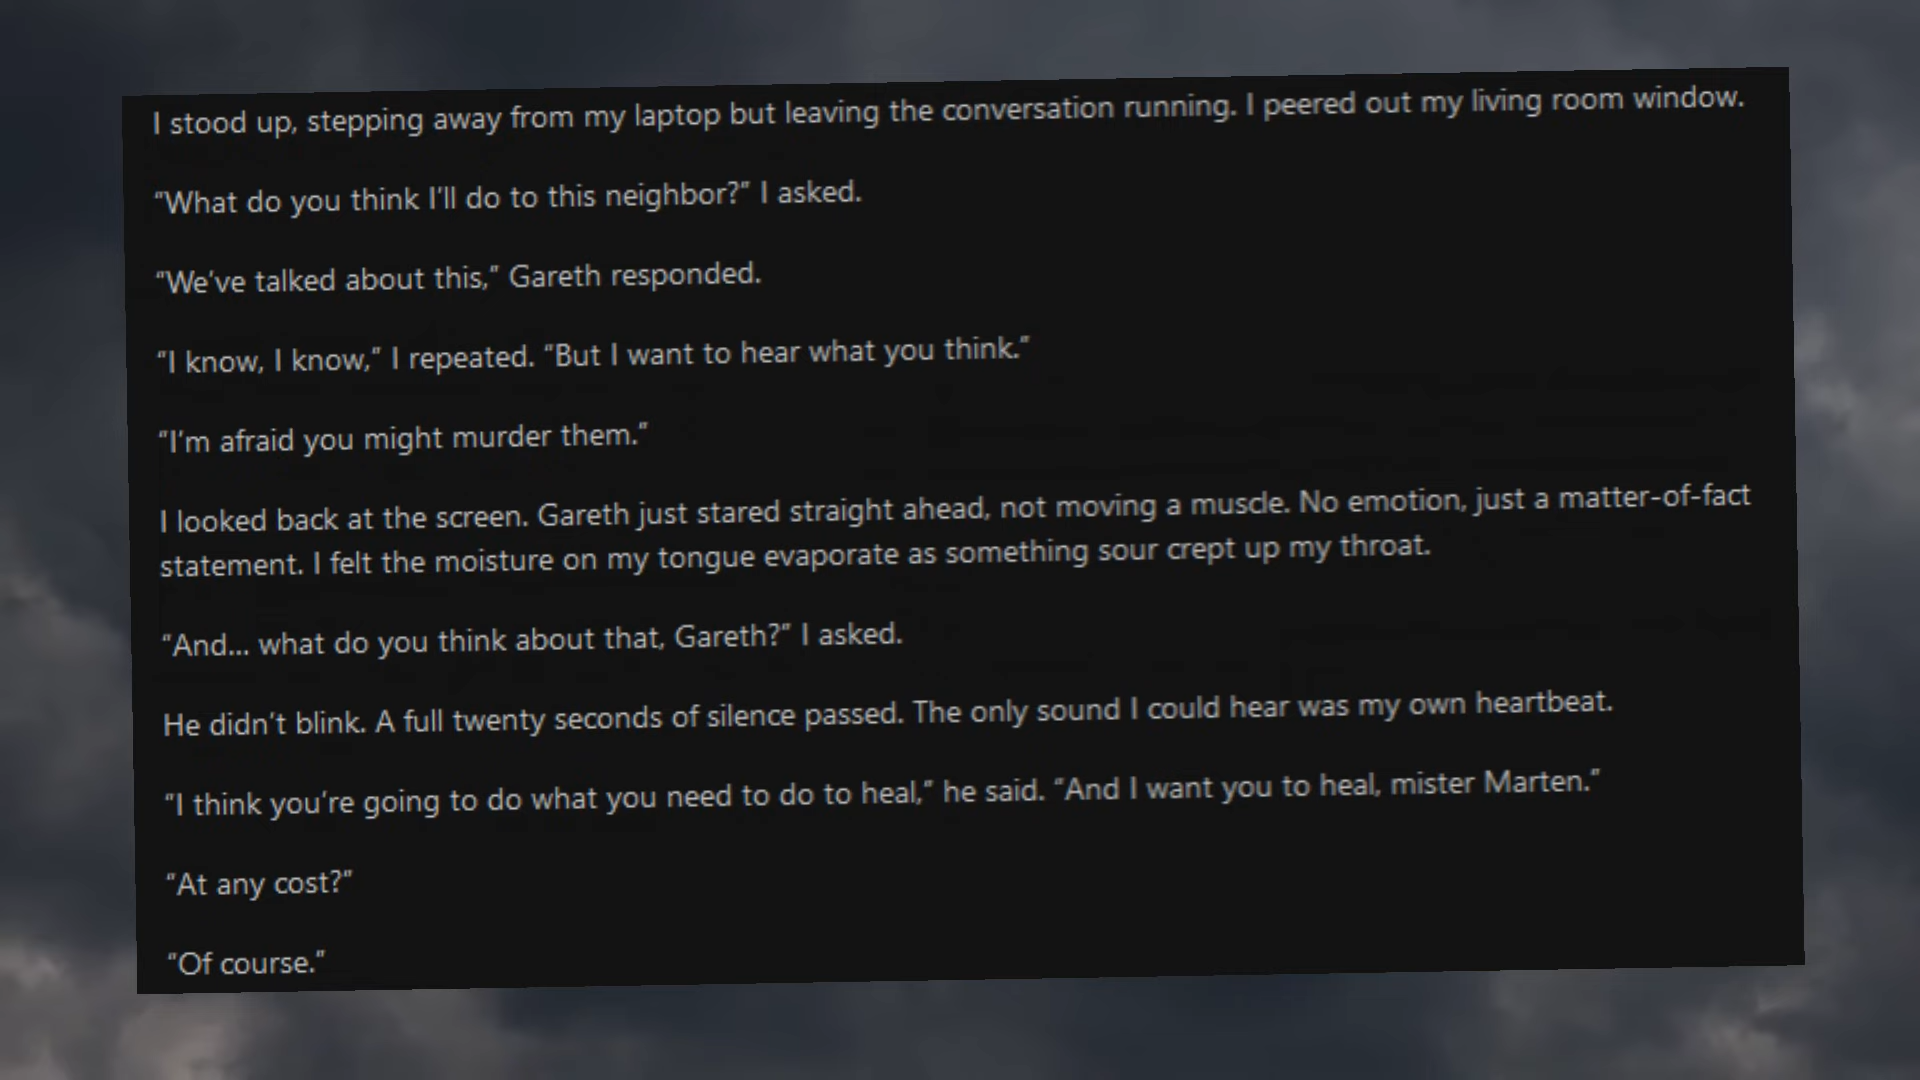 I stood up, stepping away from my laptop but leaving the conversation running. I peered out my living room window.
“What do you think I’ll do to this neighbor?” I asked.
“We’ve talked about this,” Gareth responded.
“I know, I know,” I repeated. “But I want to hear what you think.”
“I’m afraid you might murder them.”
I looked back at the screen. Gareth just stared straight ahead, not moving a muscle. No emotion, just a matter-of-fact
statement. I felt the moisture on my tongue evaporate as something sour crept up my throat.
“And... what do you think about that, Gareth?” I asked.
He didn’t blink. A full twenty seconds of silence passed. The only sound I could hear was my own heartbeat.
“I think you’re going to do what you need to do to heal,” he said. “And I want you to heal, mister Marten.”
“At any cost?”
“Of course.”